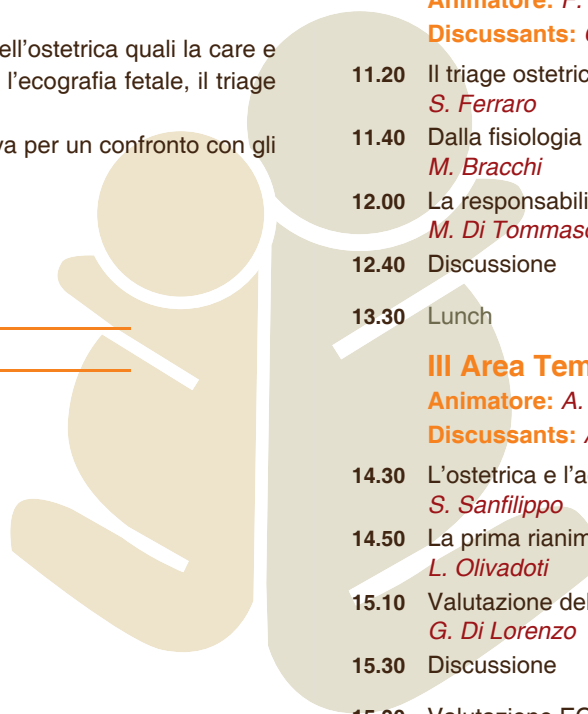 ell'ostetrica quali la care e
l'ecografia fetale, il triage
va per un confronto con gli
Animatore: F.
Discussants:
11.20 Il triage ostetric
S. Ferraro
11.40 Dalla fisiologia
M. Bracchi
12.00 La responsabili
M. Di Tommaso
12.40 Discussione
13.30 Lunch
III Area Tem
Animatore: A.
Discussants:
14.30 L'ostetrica e l'a
S. Sanfilippo
14.50 La prima rianim
L. Olivadoti
15.10 Valutazione del
G. Di Lorenzo
15.30 Discussione
Valutazione